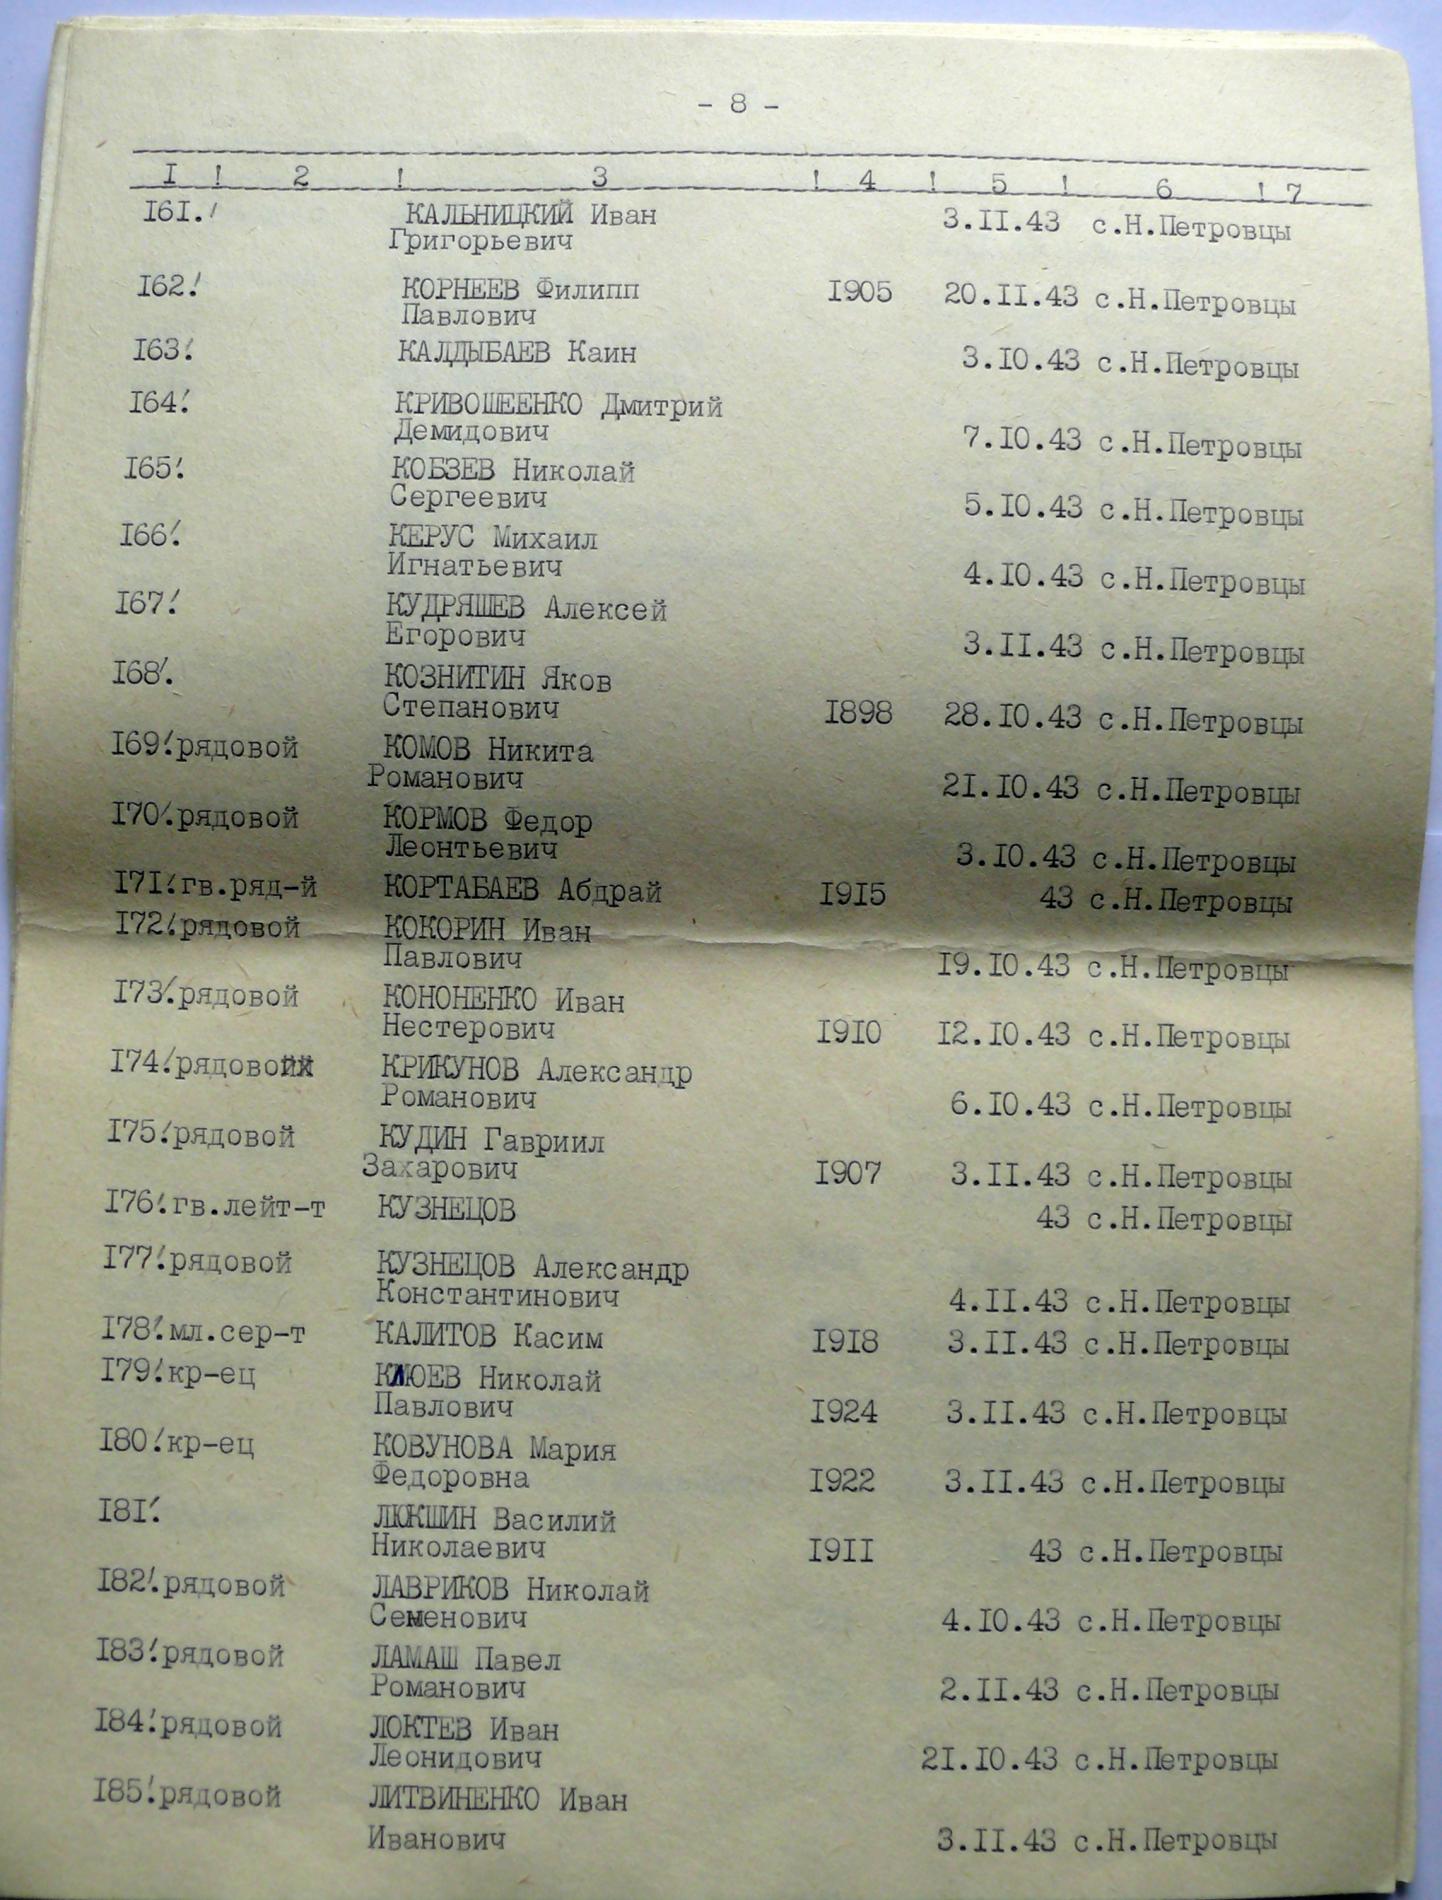 - 8 -
I ! 2 ! 3 ! 4 ! 5 ! 6 ! 7
I6I.! КАЛЬНИЦКИЙ Иван 3.II.43 с.Н.Петровцы
Григорьевич
I62.! КОРНЕЕВ Филипп I905 20.II.43 с.Н.Петровцы
Павлович
I63.! КАЛДЫБАЕВ Каин 3.I0.43 с.Н.Петровцы
I64.! КРИВОШЕЕНКО Дмитрий
Демидович 7.I0.43 с.Н.Петровцы
I65.! КОБЗЕВ Николай
Сергеевич 5.I0.43 с.Н.Петровцы
I66.! КЕРУС Михаил
Игнатьевич 4.I0.43 с.Н.Петровцы
I67.! КУДРЯШЕВ Алексей
Егорович 3.II.43 с.Н.Петровцы
I68.! КОЗНИТИН Яков
Степанович I898 28.I0.43 с.Н.Петровцы
I69.!рядовой КОМОВ Никита
Романович 2I.I0.43 с.Н.Петровцы
I70.!рядовой КОРМОВ Федор
Леонтьевич 3.I0.43 с.Н.Петровцы
I7I.!гв.ряд-й КОРТАБАЕВ Абдрай I9I5 43 с.Н.Петровцы
I72.!рядовой КОКОРИН Иван
Павлович I9.I0.43 с.Н.Петровцы
I73.!рядовой КОНОНЕНКО Иван
Нестерович I9I0 I2.I0.43 с.Н.Петровцы
I74.!рядовой КРИКУНОВ Александр
Романович 6.I0.43 с.Н.Петровцы
I75.!рядовой КУДИН Гавриил
Захарович I907 3.II.43 с.Н.Петровцы
I76.!гв.лейт-т КУЗНЕЦОВ 43 с.Н.Петровцы
I77.!рядовой КУЗНЕЦОВ Александр
Константинович 4.II.43 с.Н.Петровцы
I78.!мл.сер-т КАЛИТОВ Касим I9I8 3.II.43 с.Н.Петровцы
I79.!кр-ец КЛЮЕВ Николай
Павлович I924 3.II.43 с.Н.Петровцы
I80.!кр-ец КОВУНОВА Мария
Федоровна I922 3.II.43 с.Н.Петровцы
I8I.! ЛЮКШИН Василий
Николаевич I9II 43 с.Н.Петровцы
I82.!рядовой ЛАВРИКОВ Николай
Семенович 4.I0.43 с.Н.Петровцы
I83.!рядовой ЛАМАШ Павел
Романович 2.II.43 с.Н.Петровцы
I84.!рядовой ЛОКТЕВ Иван
Леонидович 2I.I0.43 с.Н.Петровцы
I85.!рядовой ЛИТВИНЕНКО Иван
Иванович 3.II.43 с.Н.Петровцы